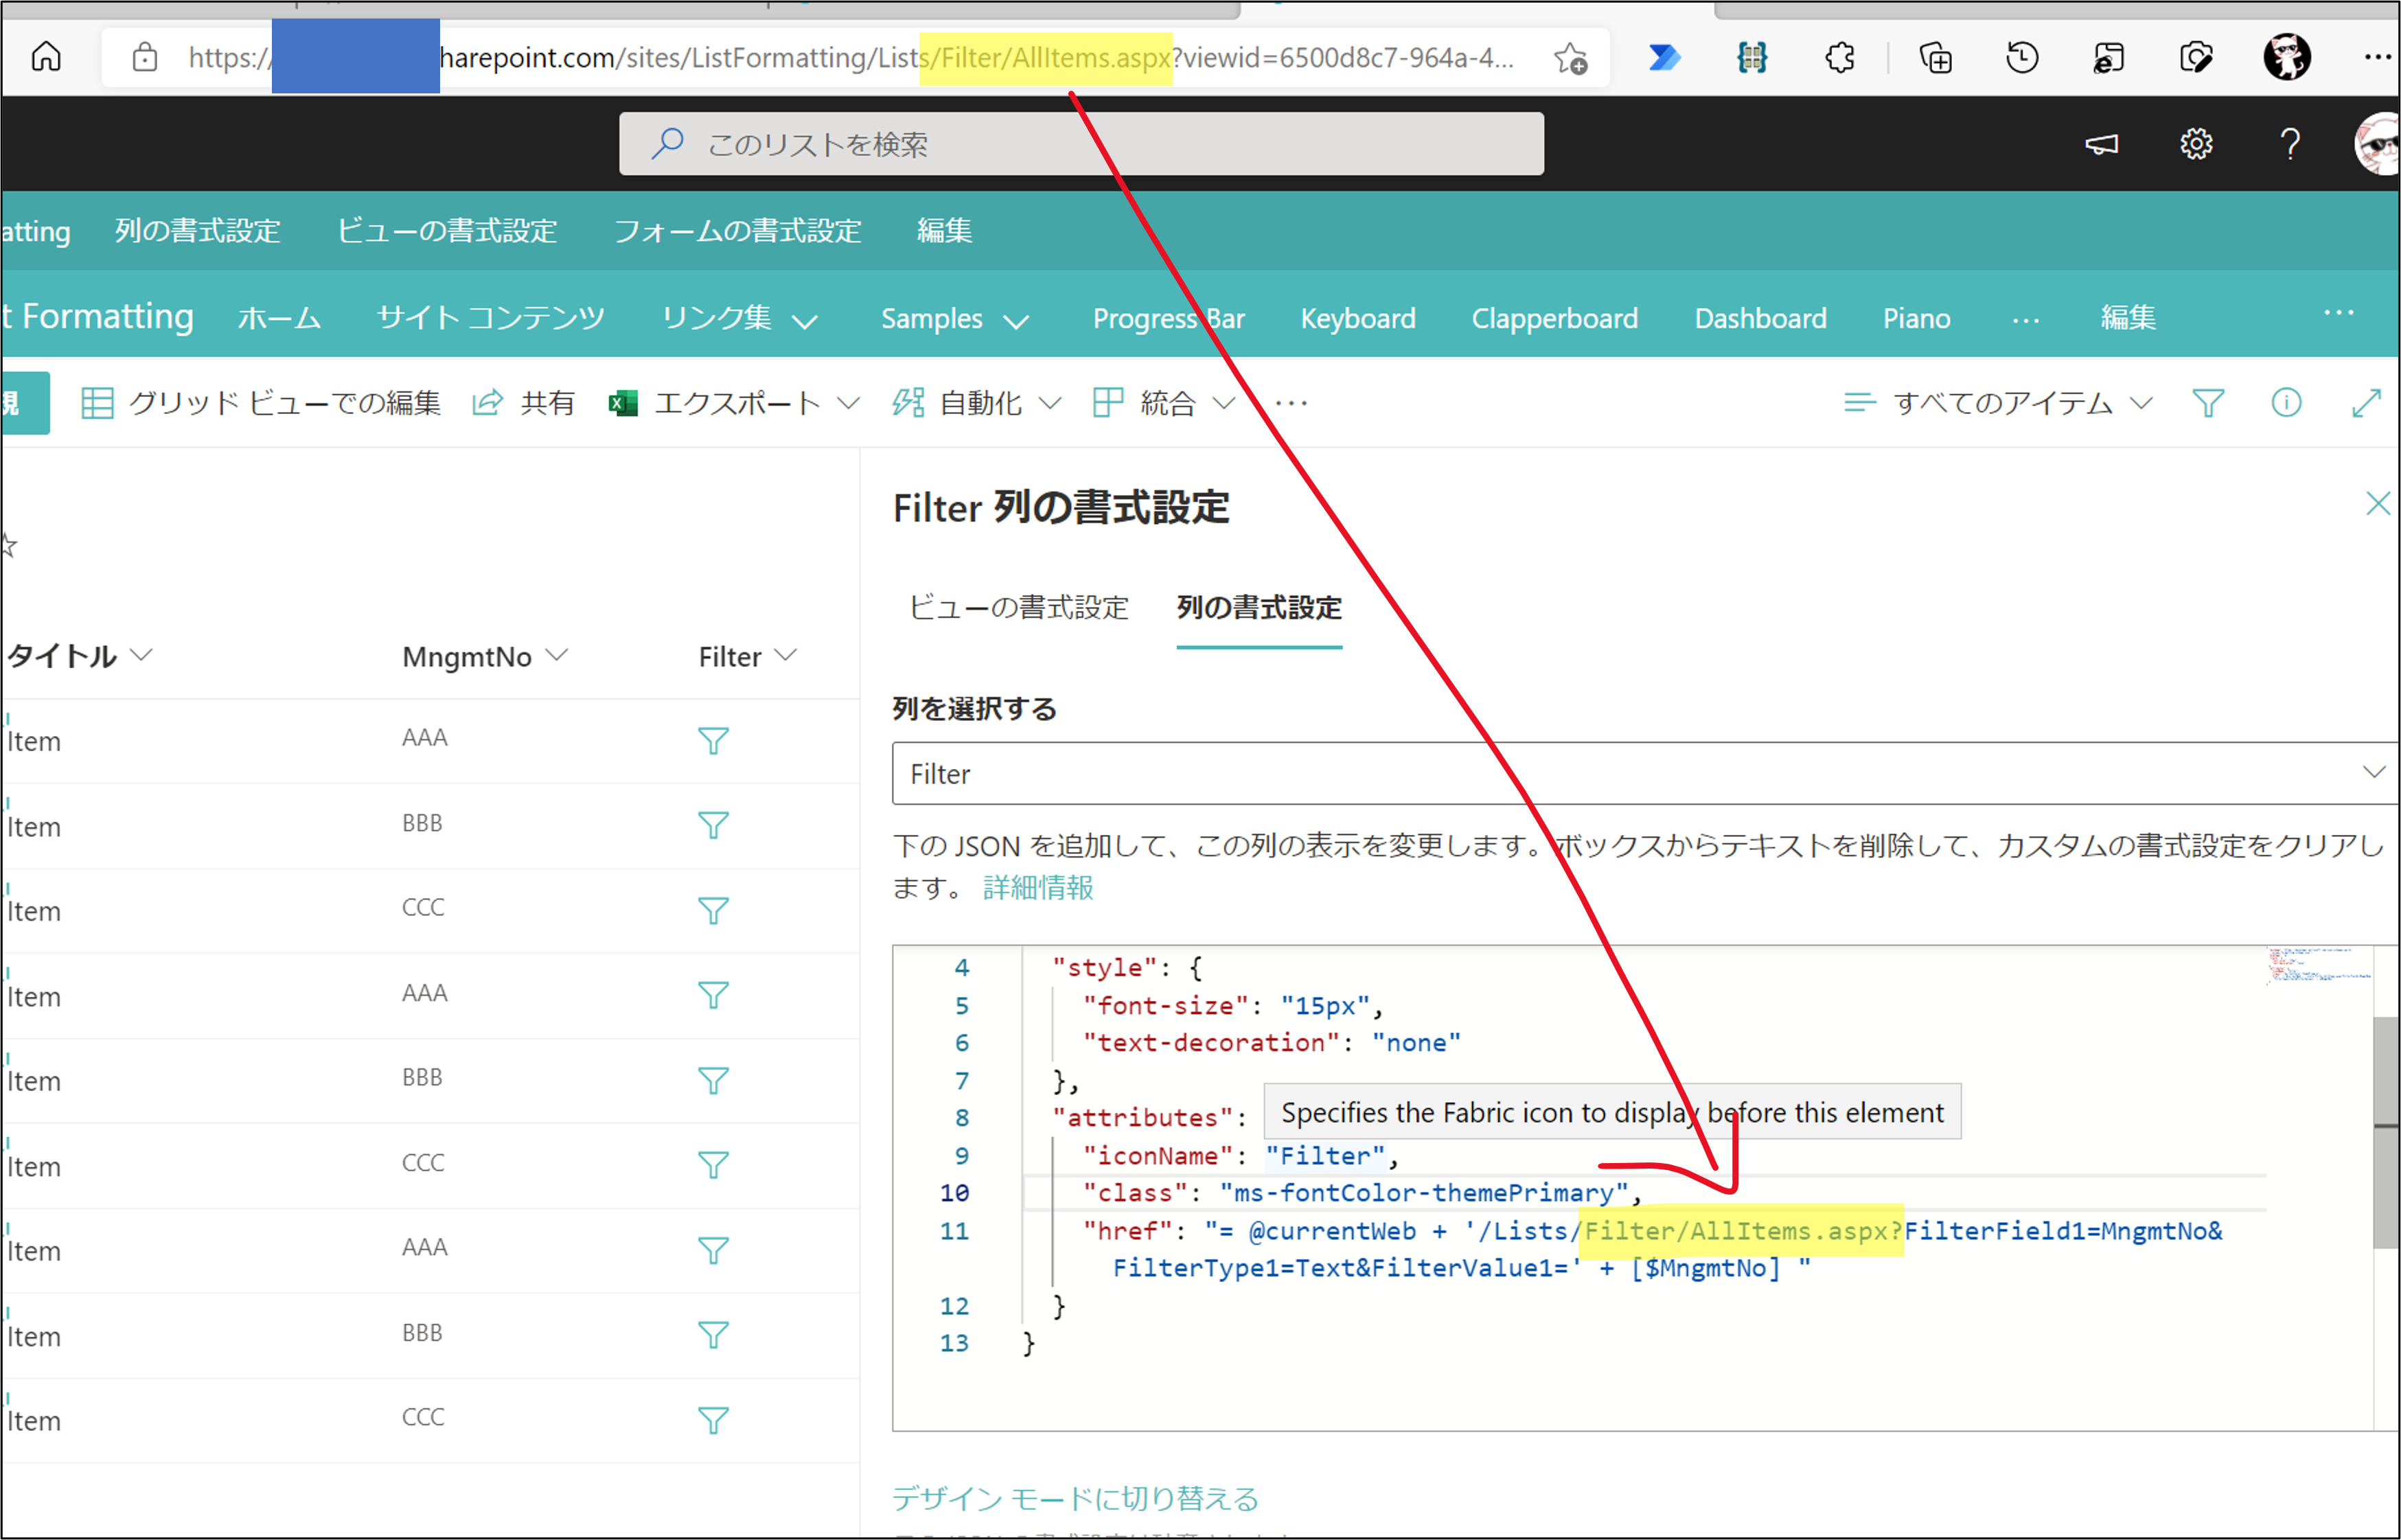 https:/ harepoint.com/sites/ListFormatting/Lists/Filter/AllItems.aspx?viewid=6500d8c7-964a-4...
このリストを検索
atting 列の書式設定 ビューの書式設定 フォームの書式設定 編集
t Formatting ホーム サイト コンテンツ リンク集 Samples Progress Bar Keyboard Clapperboard Dashboard Piano ... 編集 ...
規 グリッド ビューでの編集 共有 エクスポート 自動化 統合 ... すべてのアイテム
Filter 列の書式設定
ビューの書式設定 列の書式設定
タイトル MngmtNo Filter
Item AAA
Item BBB
Item CCC
Item AAA
Item BBB
Item CCC
Item AAA
Item BBB
Item CCC
列を選択する
Filter
下の JSON を追加して、この列の表示を変更します。ボックスからテキストを削除して、カスタムの書式設定をクリアし
ます。 詳細情報
4 "style": {
5 "font-size": "15px",
6 "text-decoration": "none"
7 },
8 "attributes":
Specifies the Fabric icon to display before this element
9 "iconName": "Filter",
10 "class": "ms-fontColor-themePrimary",
11 "href": "= @currentWeb + '/Lists/Filter/AllItems.aspx?FilterField1=MngmtNo&
FilterType1=Text&FilterValue1=' + [$MngmtNo] "
12 }
13 }
デザイン モードに切り替える